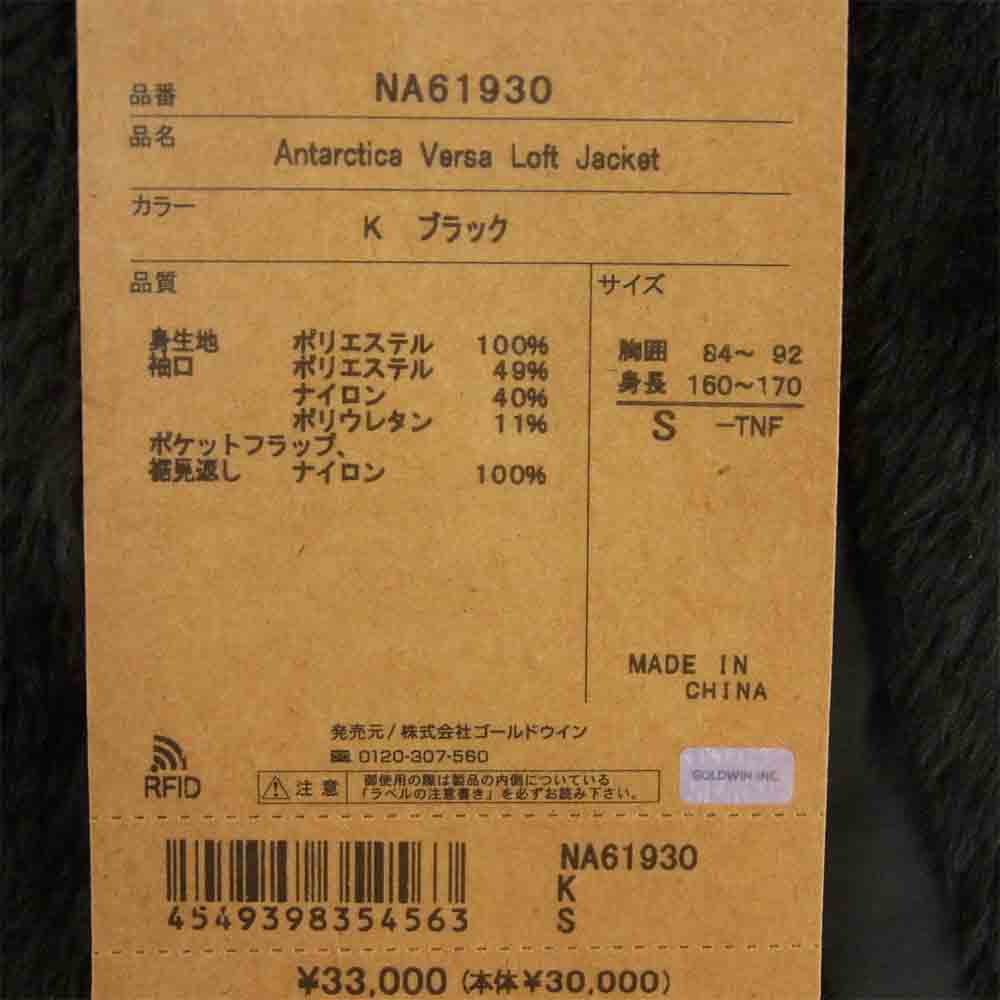 品番 NA61930
品名 Antarctica Versa Loft Jacket
カラー K ブラック
品質
身生地 ポリエステル 100%
袖口 ポリエステル 49%
ナイロン 40%
ポリウレタン 11%
ポケットフラップ、
裾見返し ナイロン 100%
サイズ
胸囲 84〜 92
身長 160〜170
S -TNF
MADE IN
CHINA
発売元/株式会社ゴールドウイン
0120-307-560
RFID
注意 御使用の際は製品の内側についている
「ラベルの注意書き」を必ずお読み下さい。
GOLDWIN INC.
4549398354563
NA61930
K
S
¥33,000 (本体¥30,000)